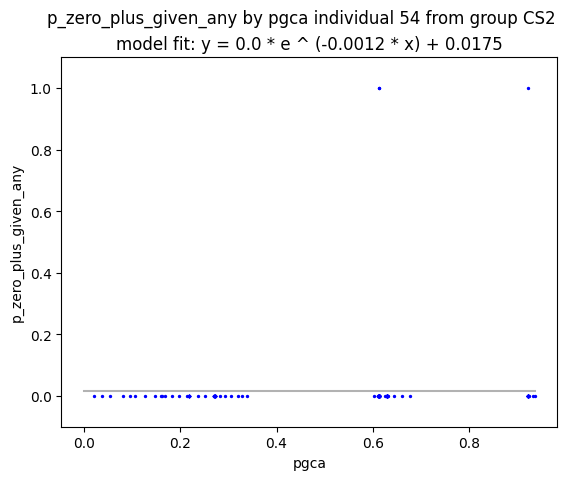 p_zero_plus_given_any by pgca individual 54 from group CS2
model fit: y = 0.0 * e ^ (-0.0012 * x) + 0.0175
1.0
0.8
0.6
0.4
0.2
0.0
p_zero_plus_given_any
0.0 0.2 0.4 0.6 0.8
pgca